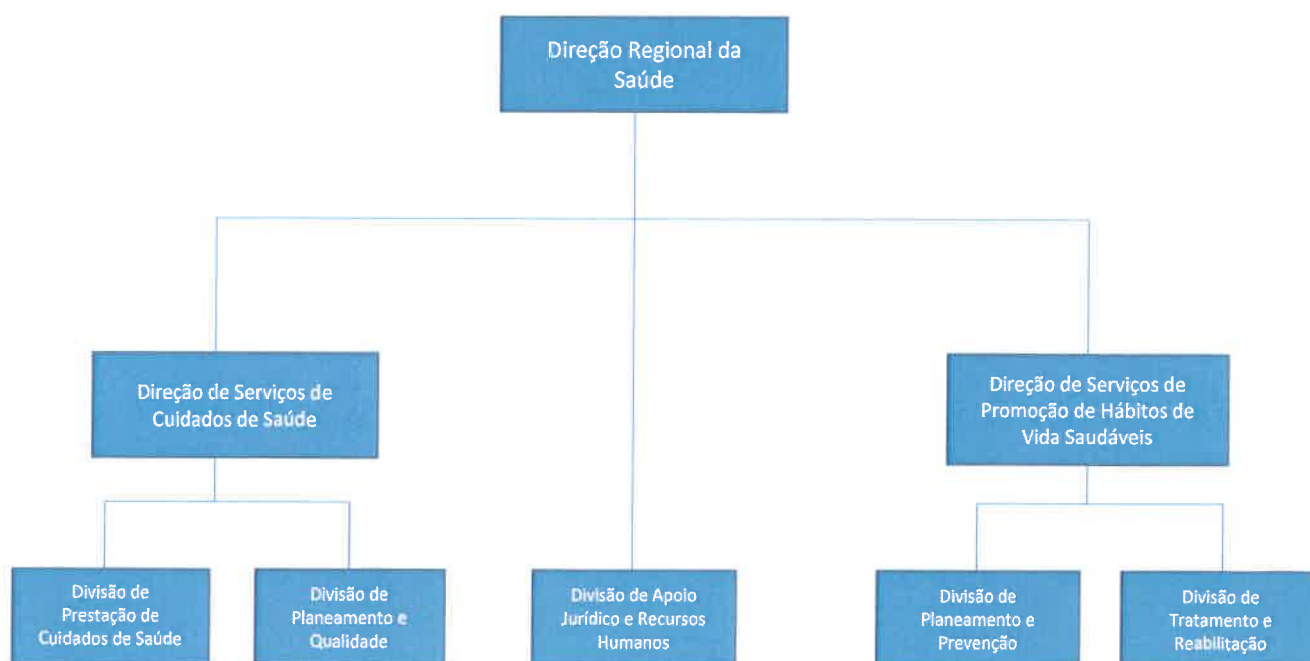 Direção Regional da
Saúde
Direção de Serviços de
Cuidados de Saúde
Direção de Serviços de
Promoção de Hábitos de
Vida Saudáveis
Divisão de
Prestação de
Cuidados de Saúde
Divisão de
Planeamento e
Qualidade
Divisão de Apoio
Jurídico e Recursos
Humanos
Divisão de
Planeamento e
Prevenção
Divisão de
Tratamento e
Reabilitação